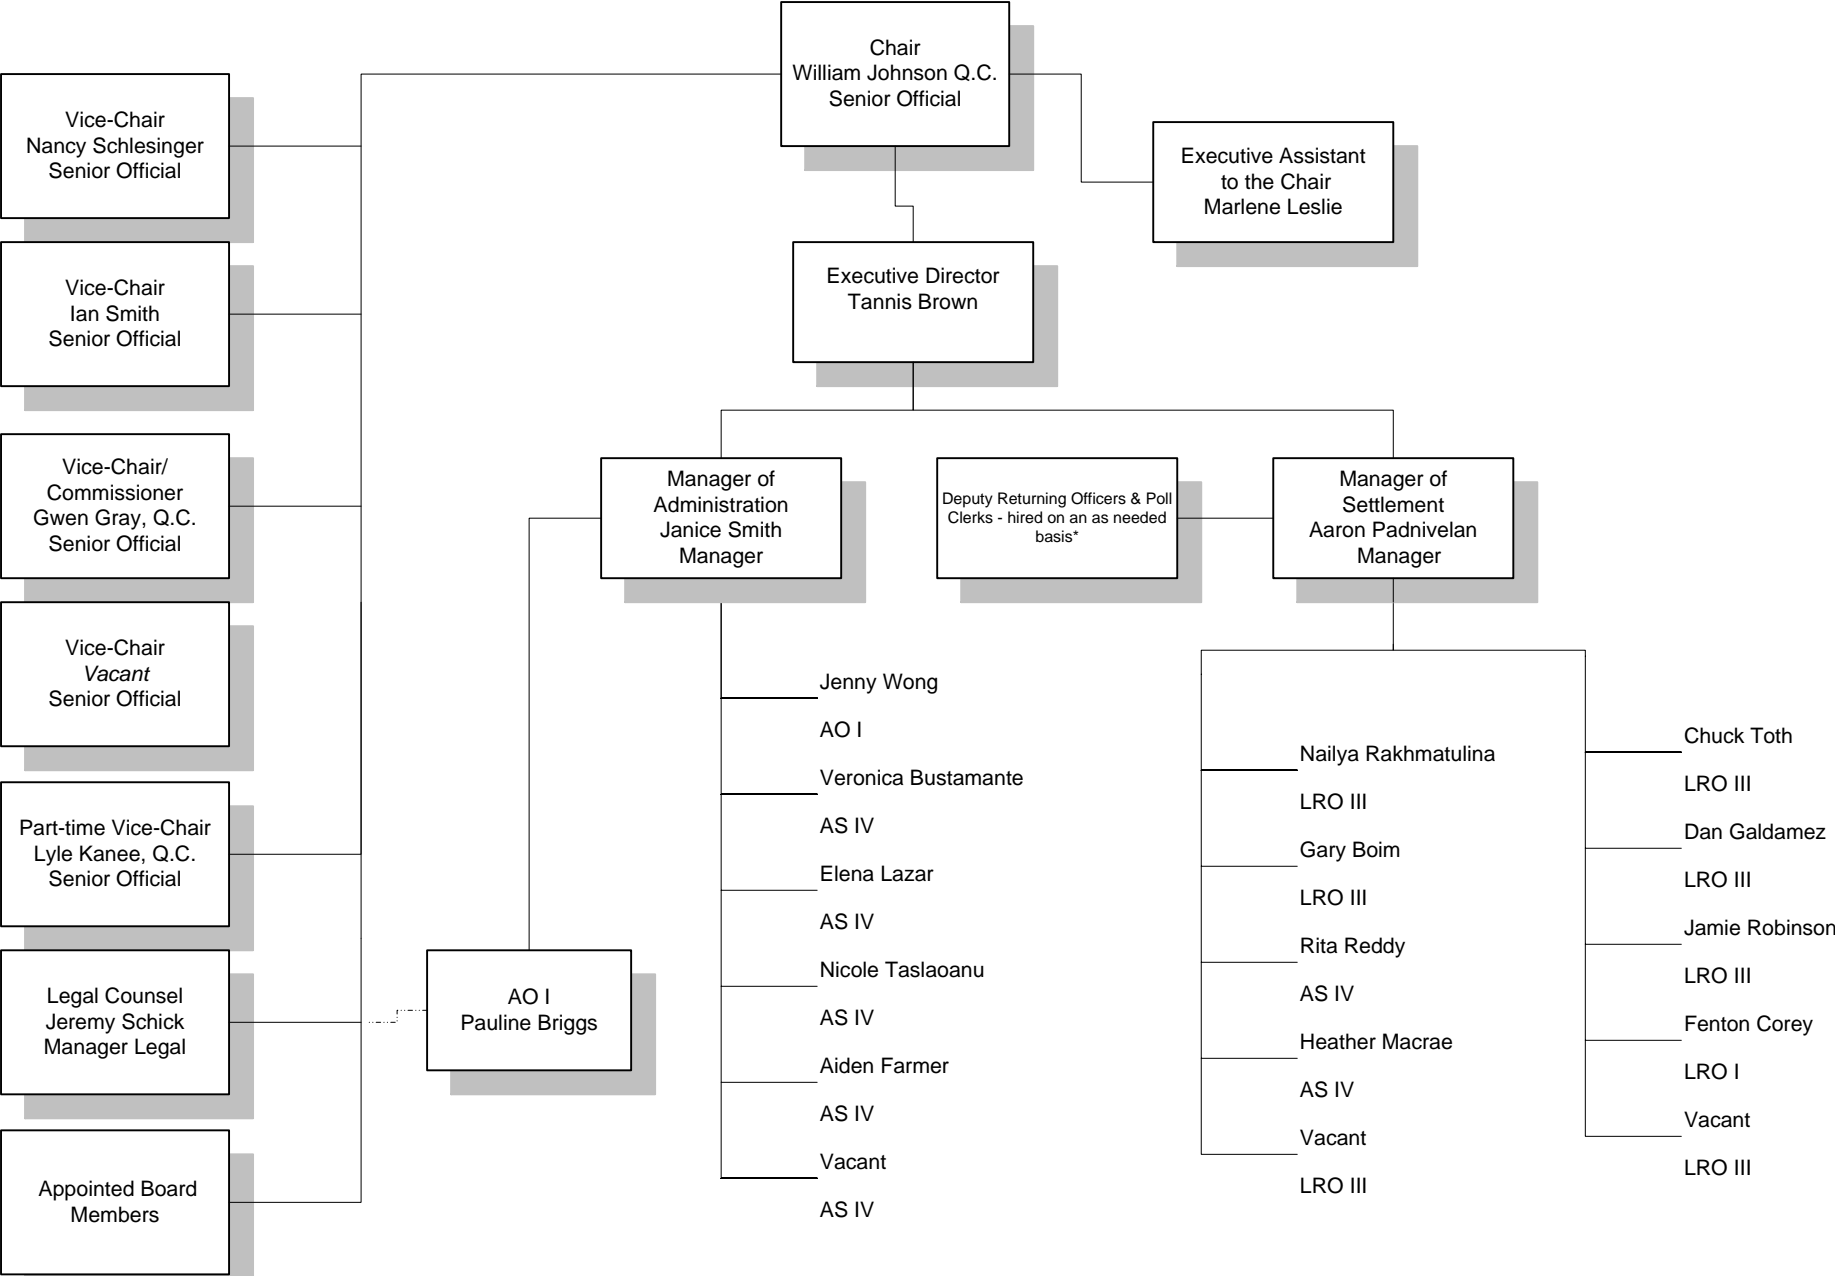 Chair
William Johnson Q.C.
Senior Official
Vice-Chair
Nancy Schlesinger
Senior Official
Executive Assistant
to the Chair
Marlene Leslie
Vice-Chair
Ian Smith
Senior Official
Executive Director
Tannis Brown
Vice-Chair/
Commissioner
Gwen Gray, Q.C.
Senior Official
Manager of
Administration
Janice Smith
Manager
Deputy Returning Officers & Poll
Clerks - hired on an as needed
basis*
Manager of
Settlement
Aaron Padnivelan
Manager
Vice-Chair
Vacant
Senior Official
Part-time Vice-Chair
Lyle Kanee, Q.C.
Senior Official
Legal Counsel
Jeremy Schick
Manager Legal
Appointed Board
Members
AO I
Pauline Briggs
Jenny Wong
AO I
Veronica Bustamante
AS IV
Elena Lazar
AS IV
Nicole Taslaoanu
AS IV
Aiden Farmer
AS IV
Vacant
AS IV
Nailya Rakhmatulina
LRO III
Gary Boim
LRO III
Rita Reddy
AS IV
Heather Macrae
AS IV
Vacant
LRO III
Chuck Toth
LRO III
Dan Galdamez
LRO III
Jamie Robinson
LRO III
Fenton Corey
LRO I
Vacant
LRO III